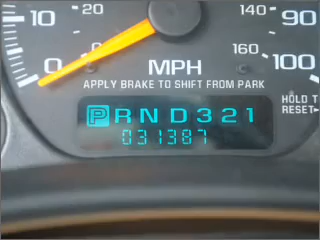 10 20 140 90
0 0 160 100
MPH
APPLY BRAKE TO SHIFT FROM PARK
HOLD T
RESET
P R N D 3 2 1
031387